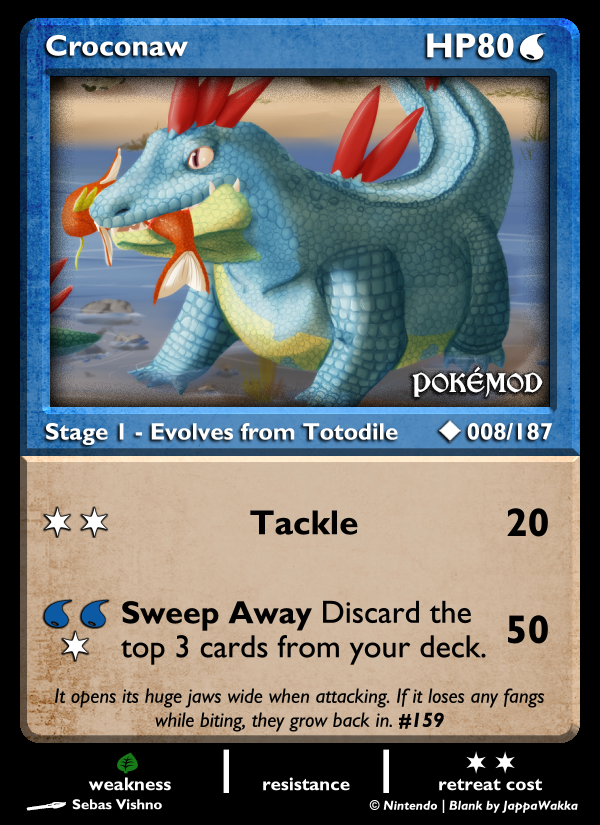 Croconaw HP80
POKÉMOD
Stage 1 - Evolves from Totodile 008/187
Tackle 20
Sweep Away Discard the
top 3 cards from your deck. 50
It opens its huge jaws wide when attacking. If it loses any fangs
while biting, they grow back in. #159
weakness resistance retreat cost
Sebas Vishno © Nintendo | Blank by JappaWakka